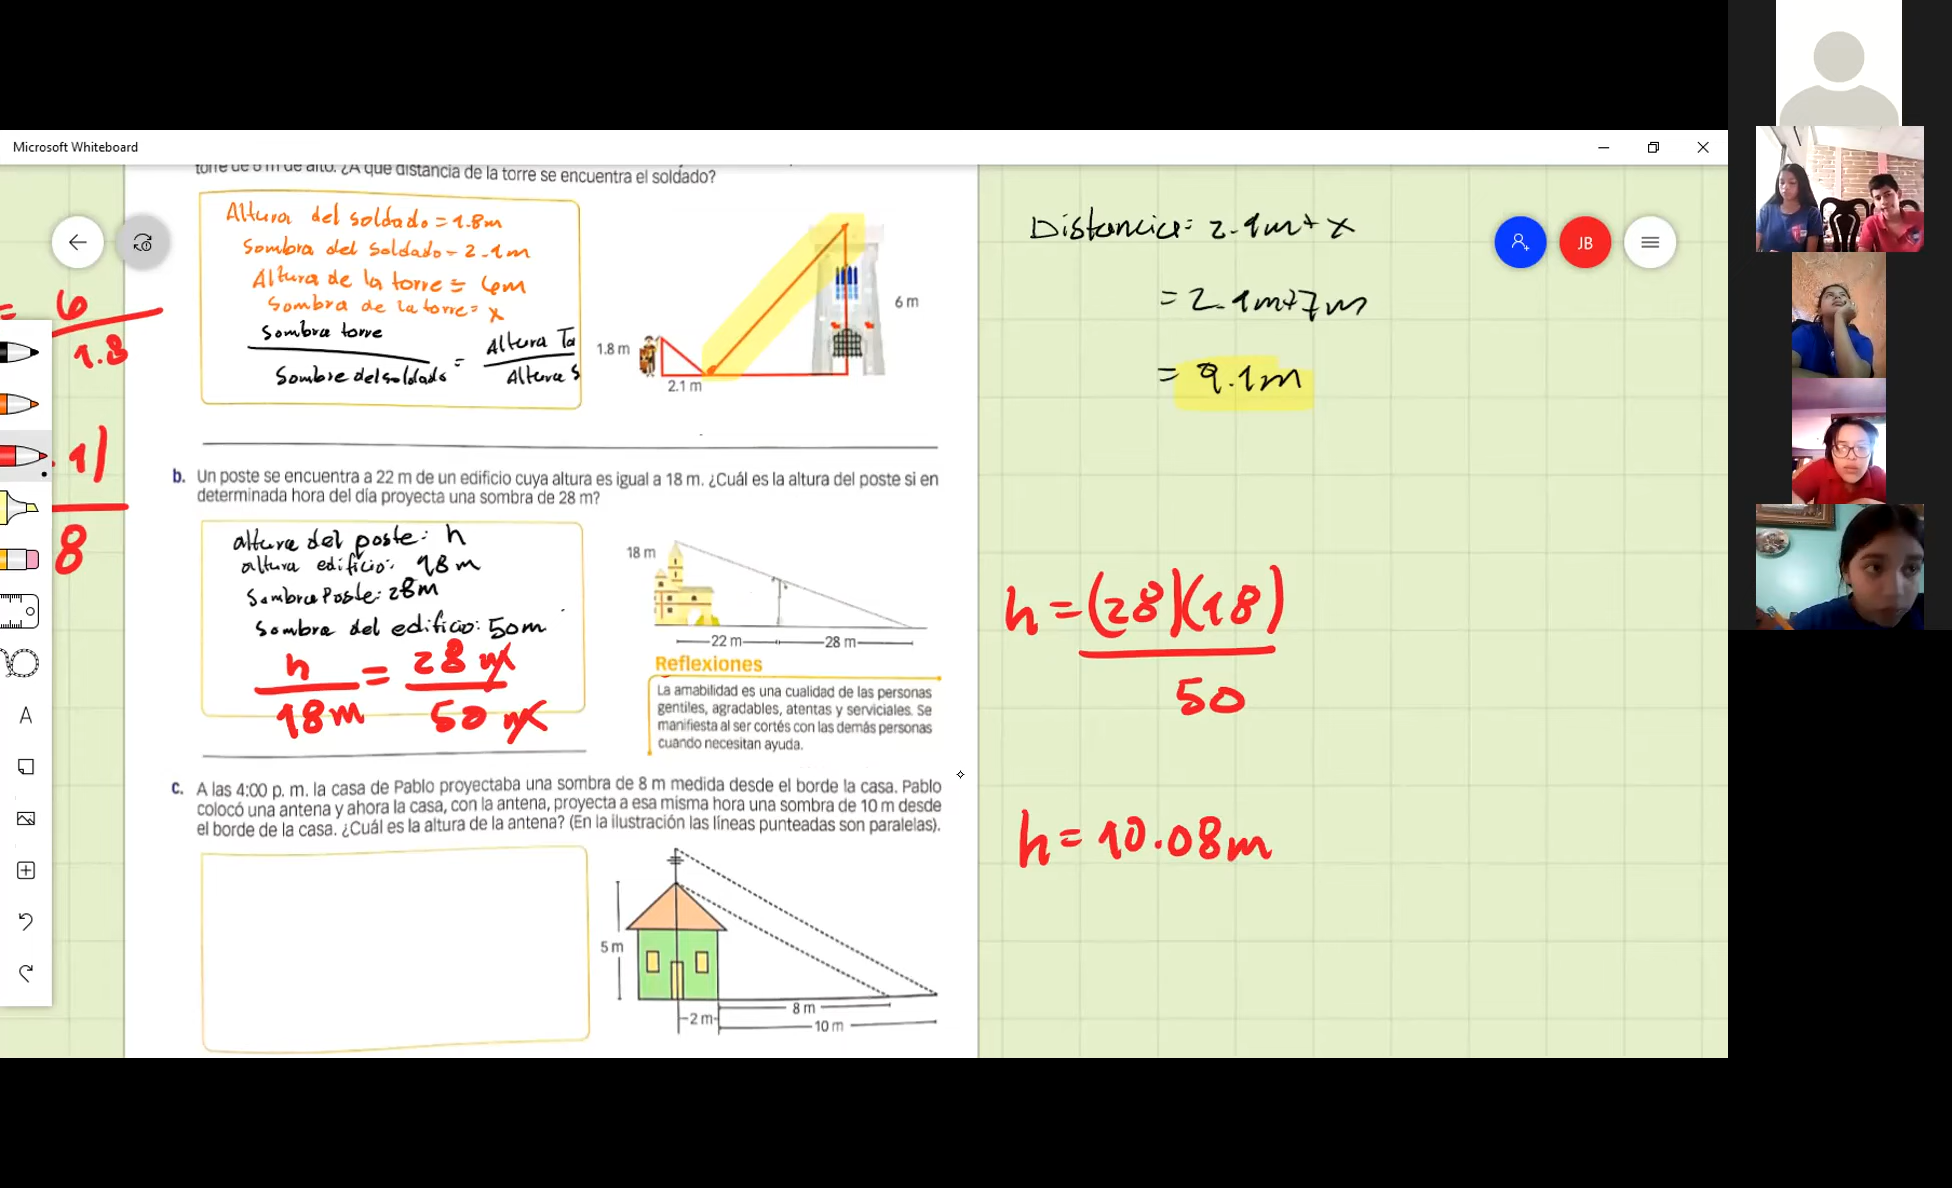 Microsoft Whiteboard
torre de 6 m de alto. ¿A qué distancia de la torre se encuentra el soldado?
Altura del soldado = 1.8m
Sombra del soldado = 2.1m
Altura de la torre = 6m
Sombra de la torre = x
Sombra torre
Sombre del soldado
=
Altura To
Altura S
1.8 m
2.1 m
6 m
= 6
1.8
.1)
8
Distancia: 2.1m + x
= 2.1m+7m
= 9.1m
JB
b. Un poste se encuentra a 22 m de un edificio cuya altura es igual a 18 m. ¿Cuál es la altura del poste si en
determinada hora del día proyecta una sombra de 28 m?
altura del poste: h
altura edificio: 18m
Sombra Poste: 28m
Sombra del edificio: 50m
h = 28 m
18m 50 m
18 m
22 m
28 m
Reflexiones
La amabilidad es una cualidad de las personas
gentiles, agradables, atentas y serviciales. Se
manifiesta al ser cortés con las demás personas
cuando necesitan ayuda.
h = (28)(18)
50
h = 10.08m
c. A las 4:00 p. m. la casa de Pablo proyectaba una sombra de 8 m medida desde el borde la casa. Pablo
colocó una antena y ahora la casa, con la antena, proyecta a esa misma hora una sombra de 10 m desde
el borde de la casa. ¿Cuál es la altura de la antena? (En la ilustración las líneas punteadas son paralelas).
5 m
2 m
8 m
10 m
A